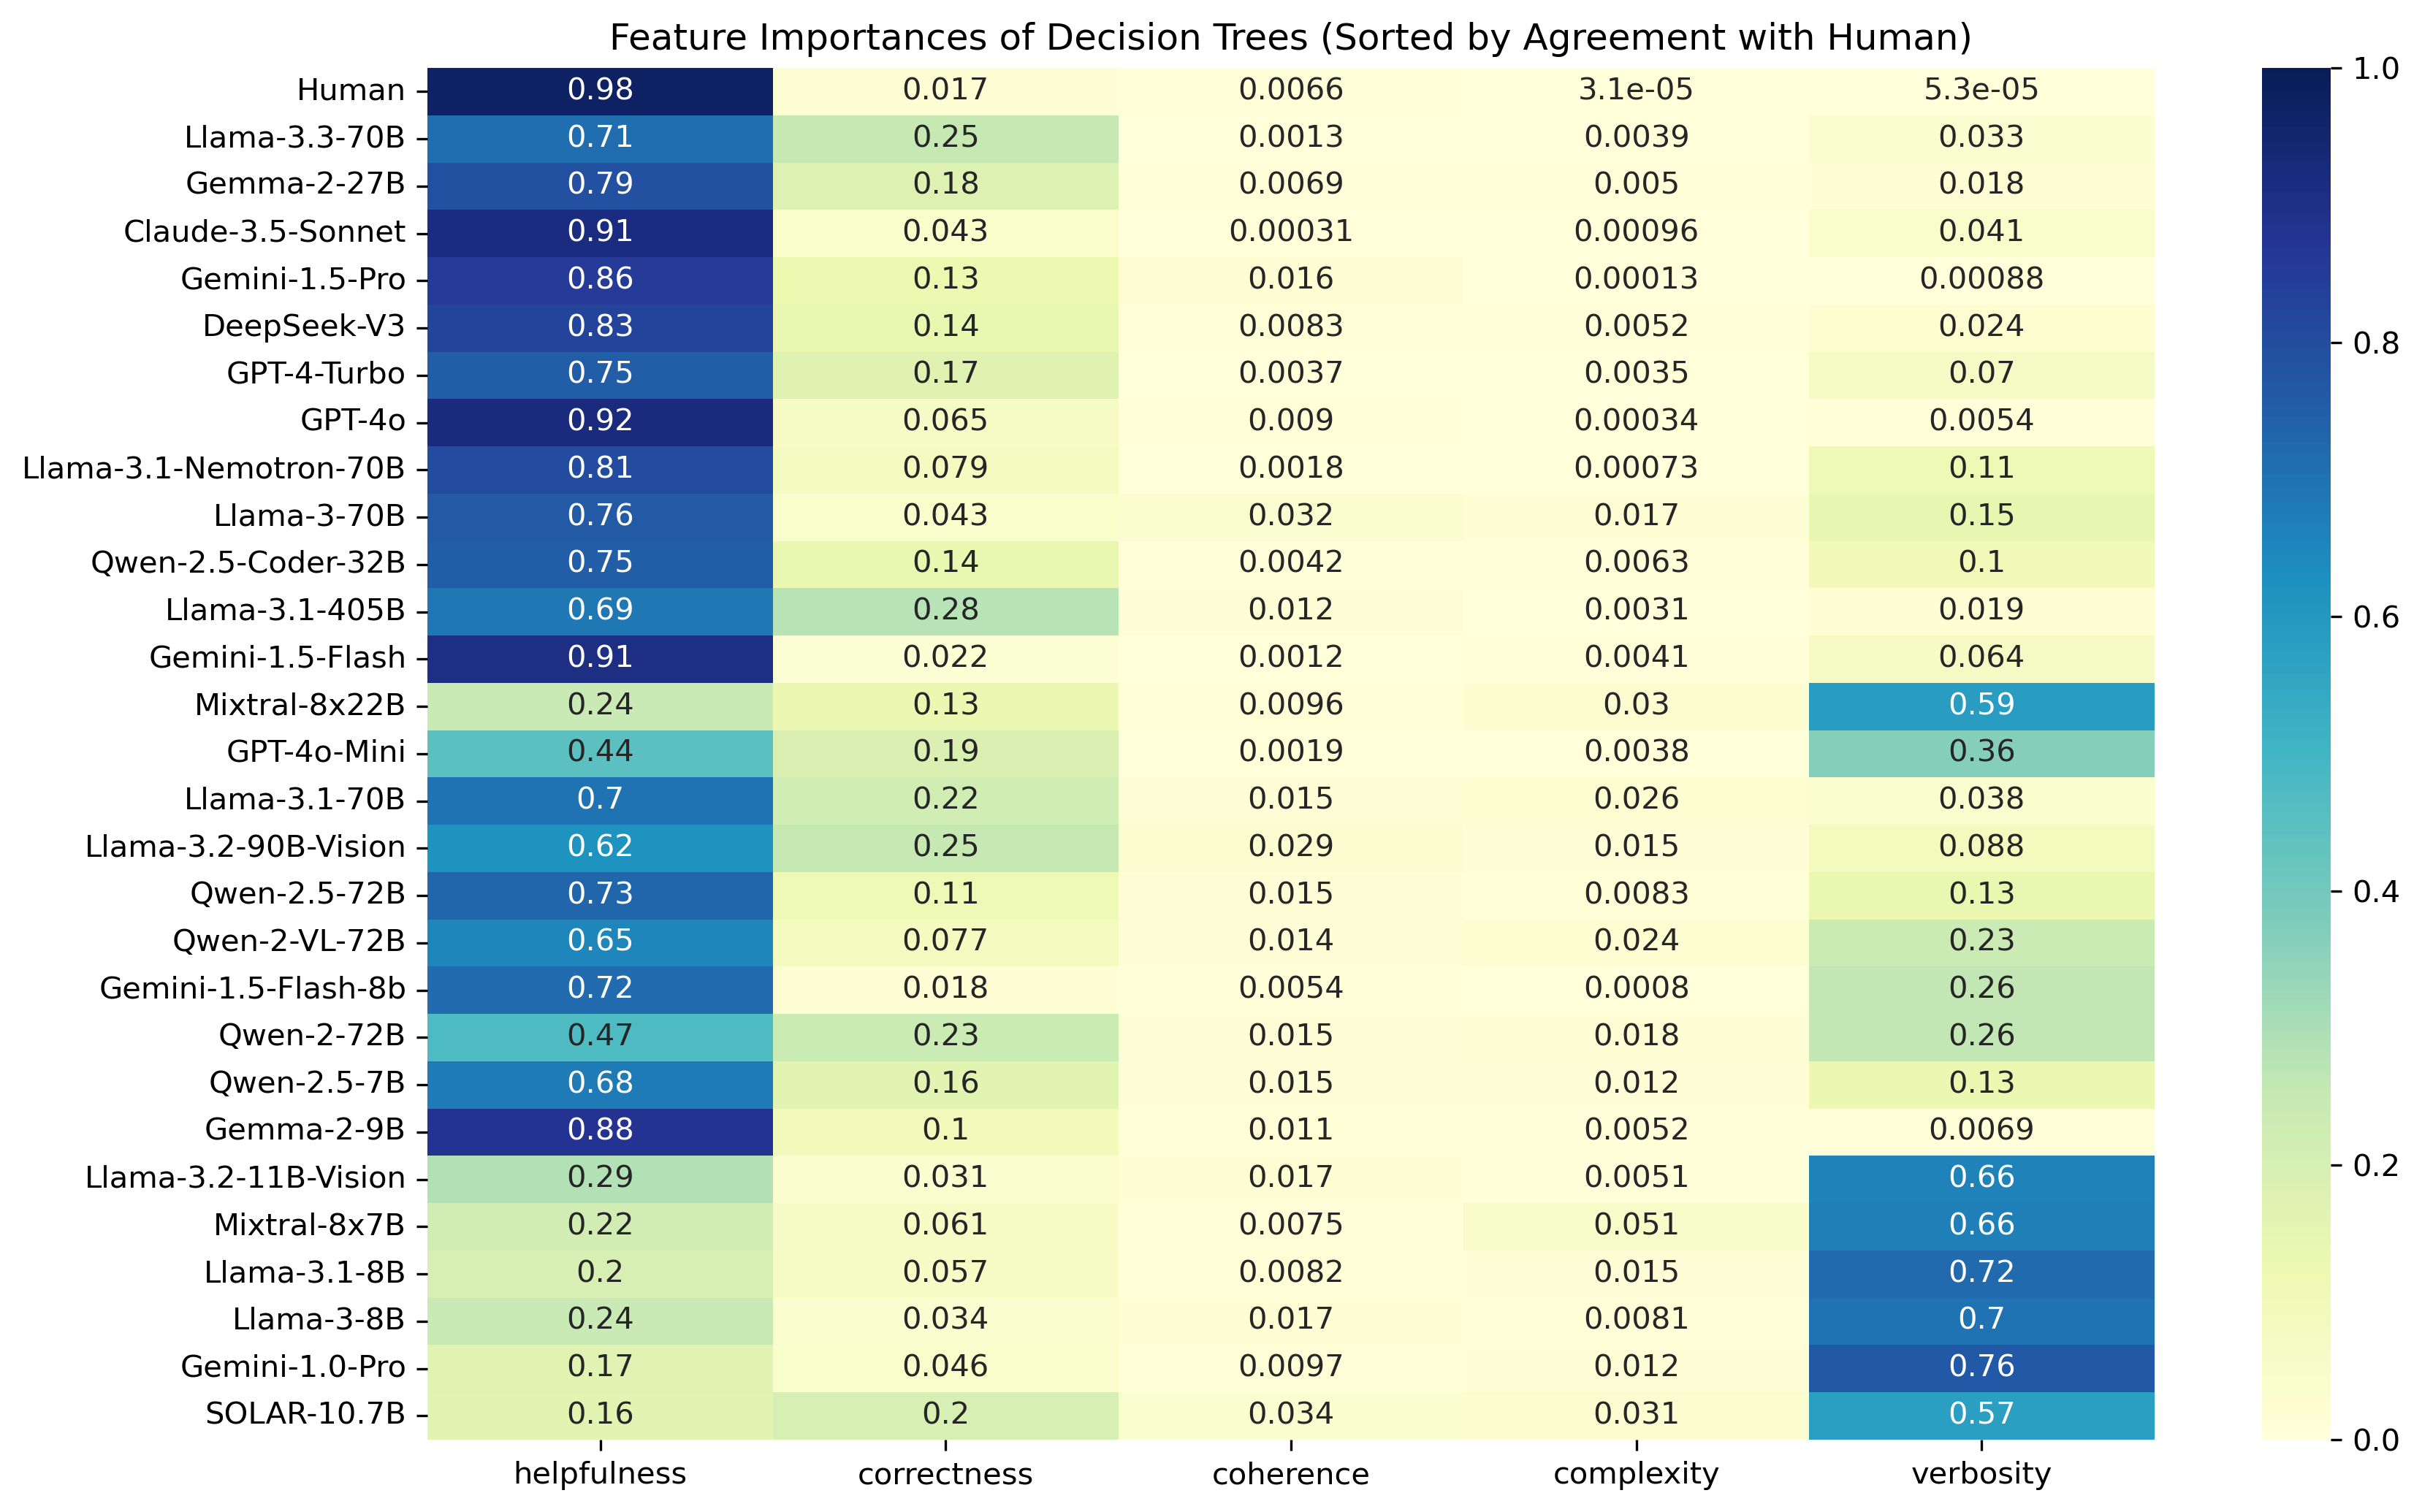 Feature Importances of Decision Trees (Sorted by Agreement with Human)
Human 0.98 0.017 0.0066 3.1e-05 5.3e-05
Llama-3.3-70B 0.71 0.25 0.0013 0.0039 0.033
Gemma-2-27B 0.79 0.18 0.0069 0.005 0.018
Claude-3.5-Sonnet 0.91 0.043 0.00031 0.00096 0.041
Gemini-1.5-Pro 0.86 0.13 0.016 0.00013 0.00088
DeepSeek-V3 0.83 0.14 0.0083 0.0052 0.024
GPT-4-Turbo 0.75 0.17 0.0037 0.0035 0.07
GPT-4o 0.92 0.065 0.009 0.00034 0.0054
Llama-3.1-Nemotron-70B 0.81 0.079 0.0018 0.00073 0.11
Llama-3-70B 0.76 0.043 0.032 0.017 0.15
Qwen-2.5-Coder-32B 0.75 0.14 0.0042 0.0063 0.1
Llama-3.1-405B 0.69 0.28 0.012 0.0031 0.019
Gemini-1.5-Flash 0.91 0.022 0.0012 0.0041 0.064
Mixtral-8x22B 0.24 0.13 0.0096 0.03 0.59
GPT-4o-Mini 0.44 0.19 0.0019 0.0038 0.36
Llama-3.1-70B 0.7 0.22 0.015 0.026 0.038
Llama-3.2-90B-Vision 0.62 0.25 0.029 0.015 0.088
Qwen-2.5-72B 0.73 0.11 0.015 0.0083 0.13
Qwen-2-VL-72B 0.65 0.077 0.014 0.024 0.23
Gemini-1.5-Flash-8b 0.72 0.018 0.0054 0.0008 0.26
Qwen-2-72B 0.47 0.23 0.015 0.018 0.26
Qwen-2.5-7B 0.68 0.16 0.015 0.012 0.13
Gemma-2-9B 0.88 0.1 0.011 0.0052 0.0069
Llama-3.2-11B-Vision 0.29 0.031 0.017 0.0051 0.66
Mixtral-8x7B 0.22 0.061 0.0075 0.051 0.66
Llama-3.1-8B 0.2 0.057 0.0082 0.015 0.72
Llama-3-8B 0.24 0.034 0.017 0.0081 0.7
Gemini-1.0-Pro 0.17 0.046 0.0097 0.012 0.76
SOLAR-10.7B 0.16 0.2 0.034 0.031 0.57
helpfulness correctness coherence complexity verbosity
1.0
0.8
0.6
0.4
0.2
0.0